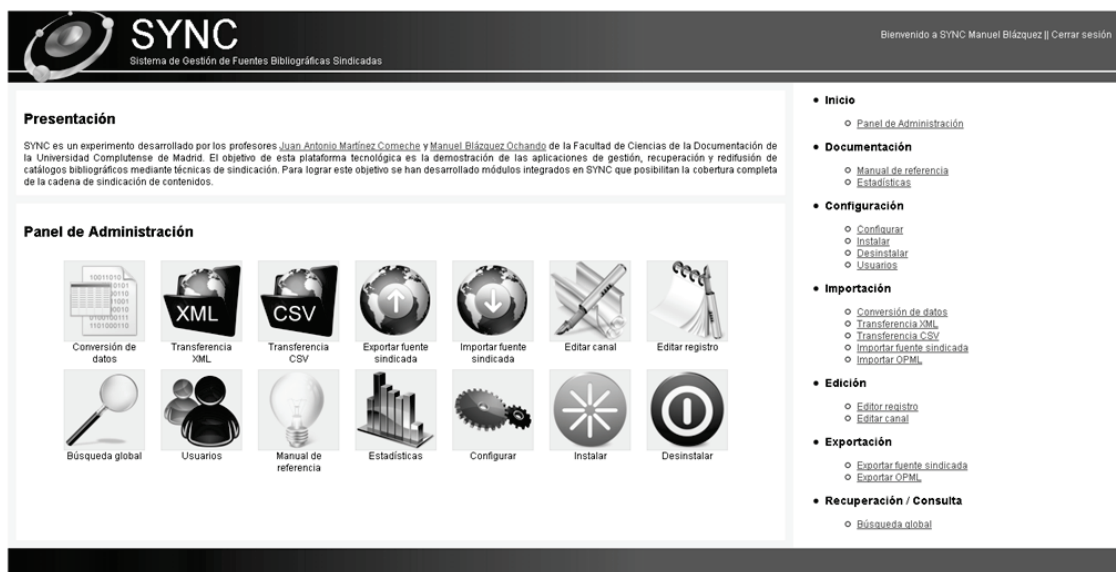 SYNC
Sistema de Gestión de Fuentes Bibliográficas Sindicadas
Bienvenido a SYNC Manuel Blázquez || Cerrar sesión
Presentación
SYNC es un experimento desarrollado por los profesores Juan Antonio Martínez Comeche y Manuel Blázquez Ochando de la Facultad de Ciencias de la Documentación de
la Universidad Complutense de Madrid. El objetivo de esta plataforma tecnológica es la demostración de las aplicaciones de gestión, recuperación y redifusión de
catálogos bibliográficos mediante técnicas de sindicación. Para lograr este objetivo se han desarrollado módulos integrados en SYNC que posibilitan la cobertura completa
de la cadena de sindicación de contenidos.
Panel de Administración
XML
CSV
Conversión de
datos
Transferencia
XML
Transferencia
CSV
Exportar fuente
sindicada
Importar fuente
sindicada
Editar canal
Editar registro
Búsqueda global
Usuarios
Manual de
referencia
Estadísticas
Configurar
Instalar
Desinstalar
Inicio
Panel de Administración
Documentación
Manual de referencia
Estadísticas
Configuración
Configurar
Instalar
Desinstalar
Usuarios
Importación
Conversión de datos
Transferencia XML
Transferencia CSV
Importar fuente sindicada
Importar OPML
Edición
Editor registro
Editar canal
Exportación
Exportar fuente sindicada
Exportar OPML
Recuperación / Consulta
Búsqueda global